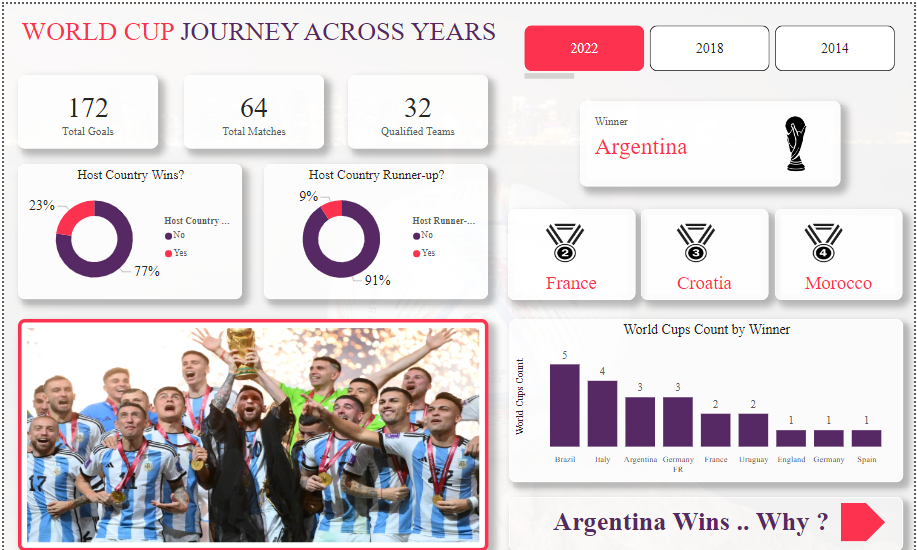 WORLD CUP JOURNEY ACROSS YEARS
2022
2018
2014
172
Total Goals
64
Total Matches
32
Qualified Teams
Winner
Argentina
Host Country Wins?
23%
77%
Host Country ...
No
Yes
Host Country Runner-up?
9%
91%
Host Runner-...
No
Yes
2
France
3
Croatia
4
Morocco
17
10
22
World Cups Count by Winner
World Cups Count
5
4
3
3
2
2
1
1
1
Brazil
Italy
Argentina
Germany
FR
France
Uruguay
England
Germany
Spain
Argentina Wins .. Why ?